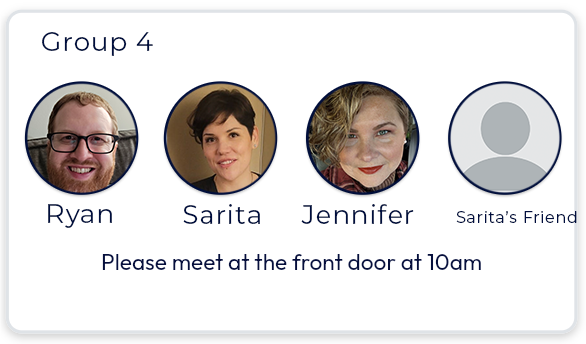 Group 4
Ryan Sarita Jennifer Sarita's Friend
Please meet at the front door at 10am